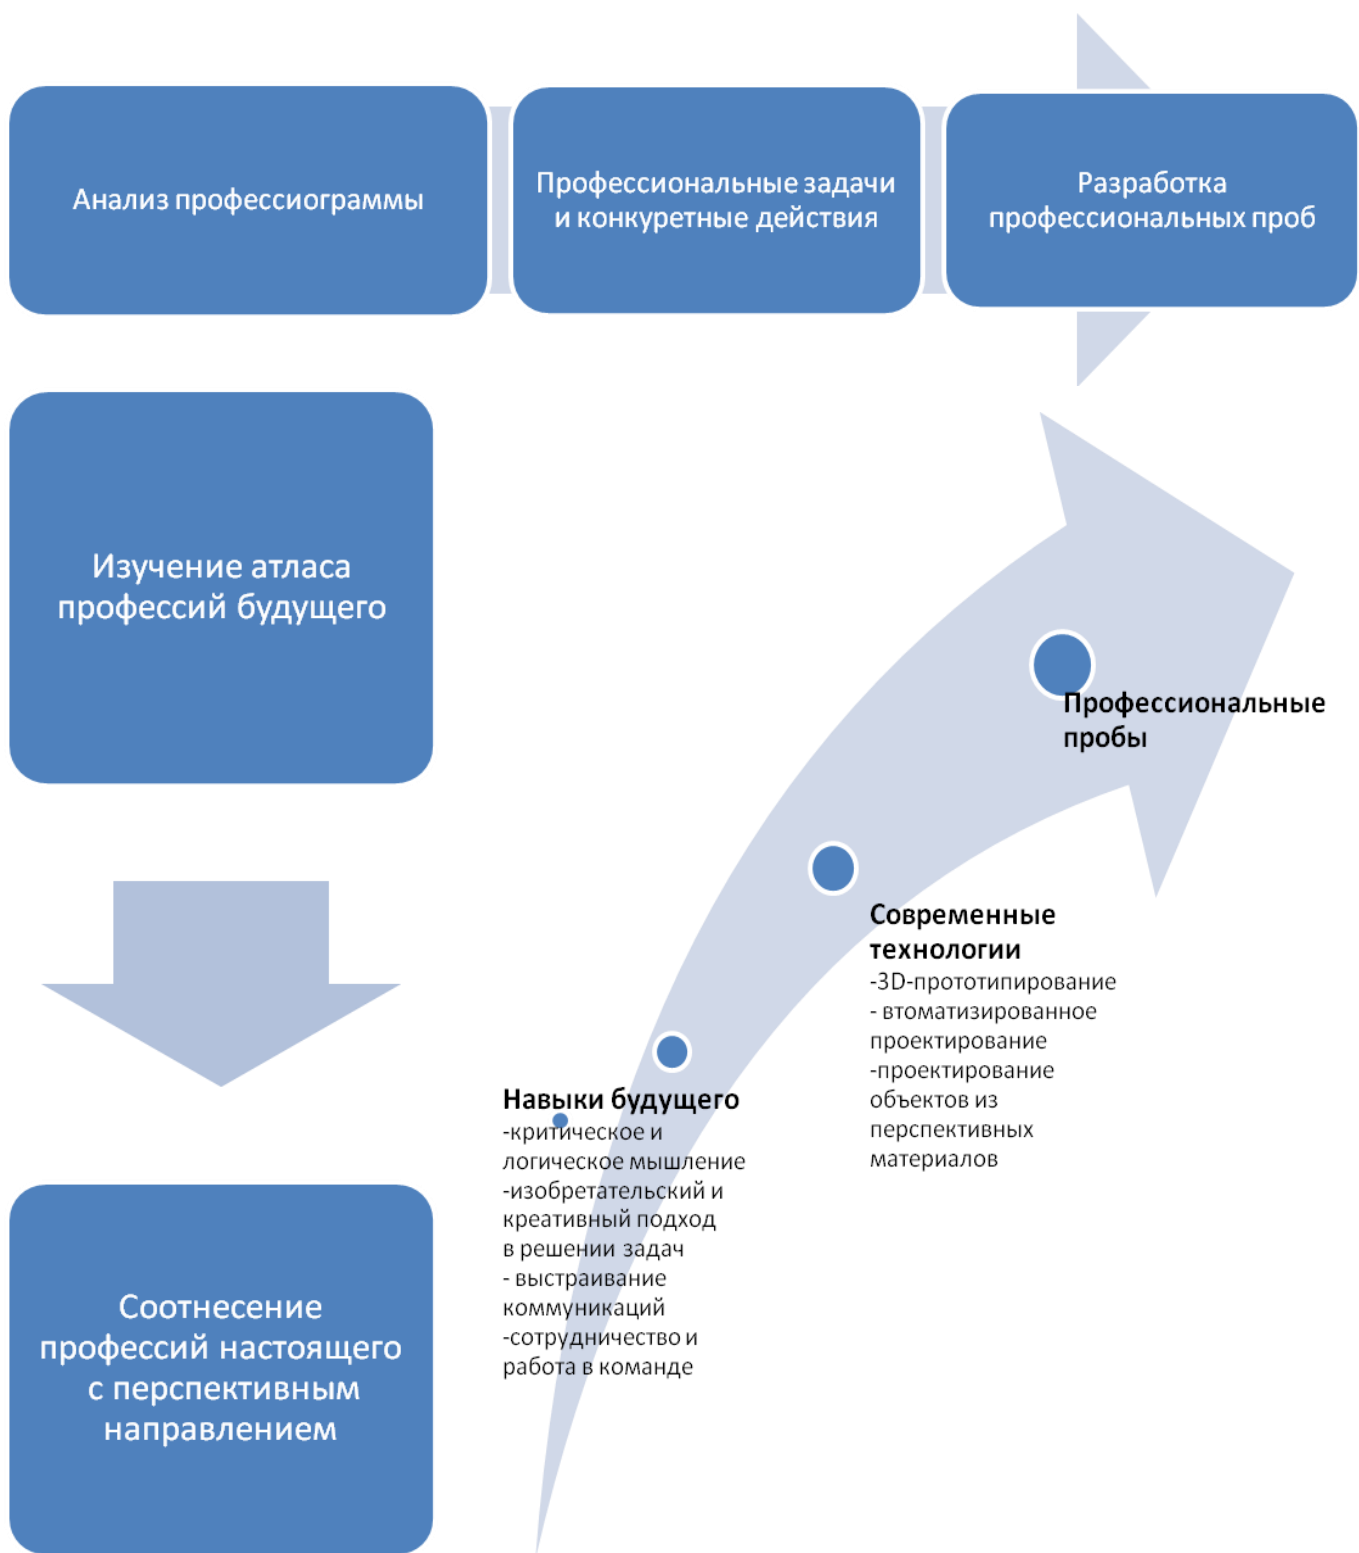 Анализ профессиограммы
Профессиональные задачи
и конкуретные действия
Разработка
профессиональных проб
Изучение атласа
профессий будущего
Профессиональные
пробы
Современные
технологии
-3D-прототипирование
- втоматизированное
проектирование
-проектирование
объектов из
перспективных
материалов
Навыки будущего
-критическое и
логическое мышление
-изобретательский и
креативный подход
в решении задач
- выстраивание
коммуникаций
-сотрудничество и
работа в команде
Соотнесение
профессий настоящего
с перспективным
направлением